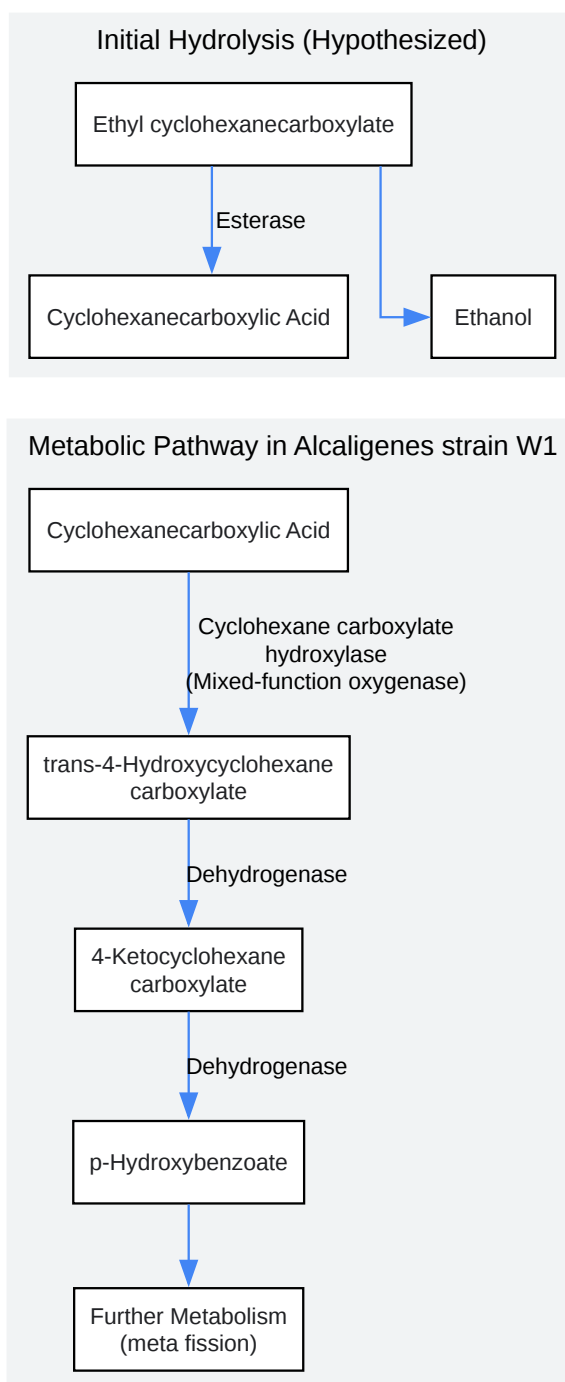 Initial Hydrolysis (Hypothesized)
Ethyl cyclohexanecarboxylate
Esterase
Cyclohexanecarboxylic Acid
Ethanol
Metabolic Pathway in Alcaligenes strain W1
Cyclohexanecarboxylic Acid
Cyclohexane carboxylate
hydroxylase
(Mixed-function oxygenase)
trans-4-Hydroxycyclohexane
carboxylate
Dehydrogenase
4-Ketocyclohexane
carboxylate
Dehydrogenase
p-Hydroxybenzoate
Further Metabolism
(meta fission)